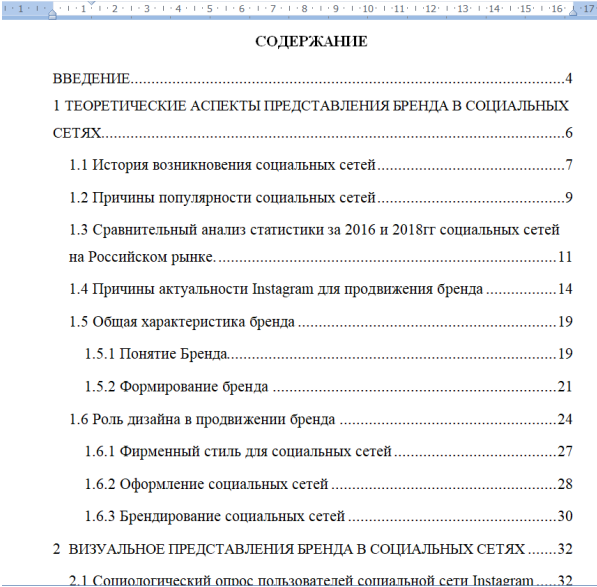 1 1 2 3 4 5 6 7 8 9 10 11 12 13 14 15 16 17
СОДЕРЖАНИЕ
ВВЕДЕНИЕ....................4
1 ТЕОРЕТИЧЕСКИЕ АСПЕКТЫ ПРЕДСТАВЛЕНИЯ БРЕНДА В СОЦИАЛЬНЫХ
СЕТЯХ....................6
1.1 История возникновения социальных сетей....................7
1.2 Причины популярности социальных сетей....................9
1.3 Сравнительный анализ статистики за 2016 и 2018гг социальных сетей
на Российском рынке.....................11
1.4 Причины актуальности Instagram для продвижения бренда....................14
1.5 Общая характеристика бренда....................19
1.5.1 Понятие Бренда....................19
1.5.2 Формирование бренда ....................21
1.6 Роль дизайна в продвижении бренда ....................24
1.6.1 Фирменный стиль для социальных сетей....................27
1.6.2 Оформление социальных сетей....................28
1.6.3 Брендирование социальных сетей....................30
2 ВИЗУАЛЬНОЕ ПРЕДСТАВЛЕНИЯ БРЕНДА В СОЦИАЛЬНЫХ СЕТЯХ.......32
2.1 Социологический опрос пользователей социальной сети Instagram.....32